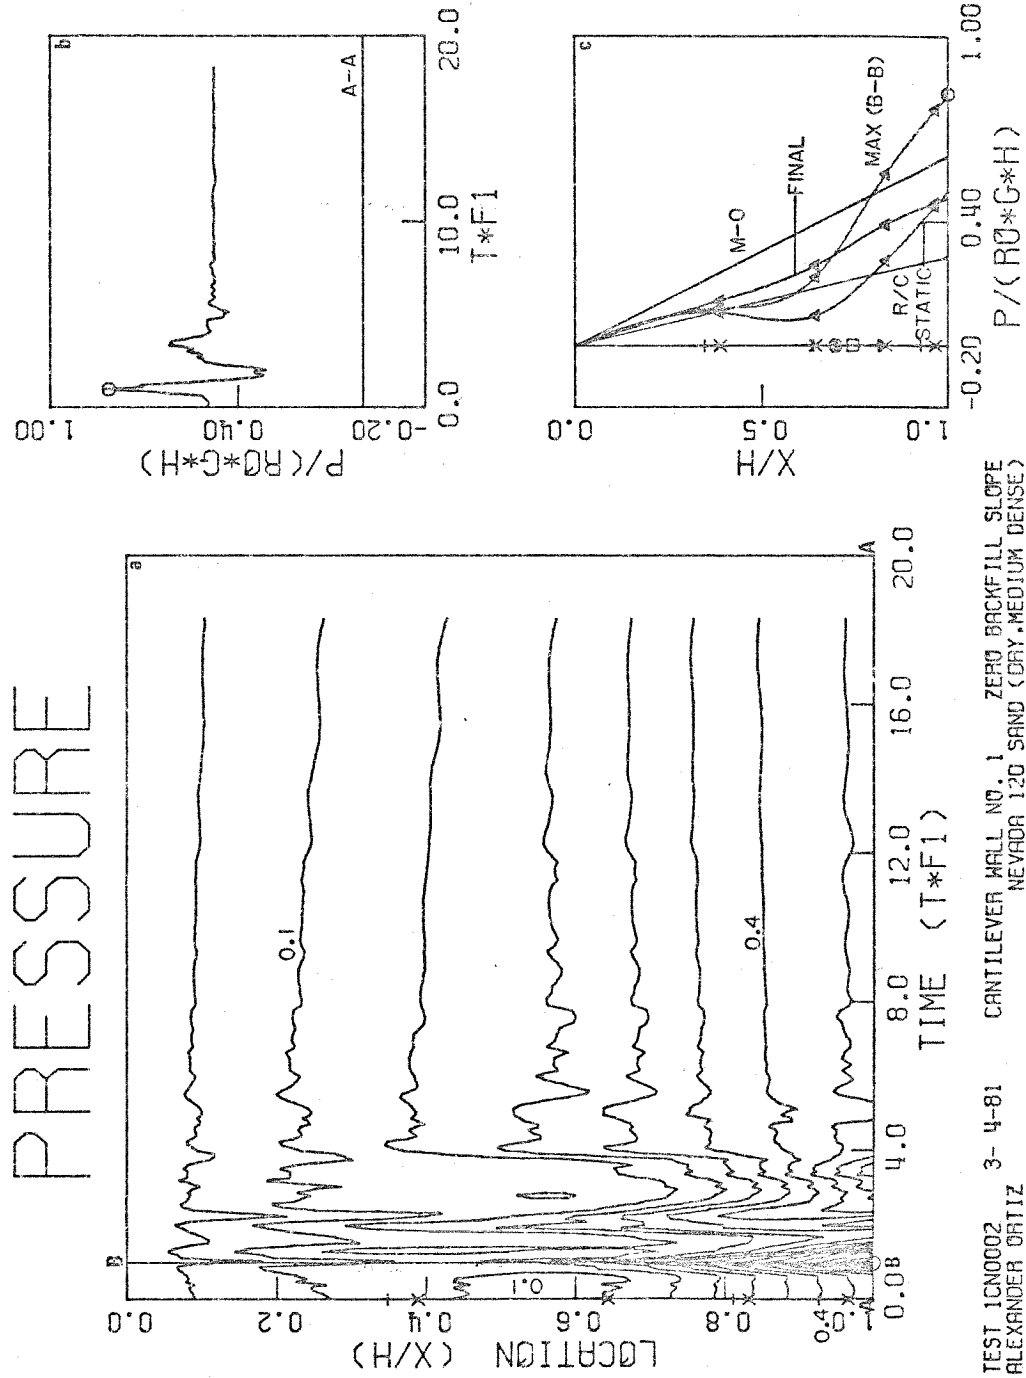 PRESSURE
a
LOCATION (X/H)
0.0
0.2
0.4
0.6
0.8
0.1
0.1
0.4
0.4
B
B
A
A
0.0
4.0
8.0
12.0
16.0
20.0
TIME (T*F1)
b
1.00
0.40
-0.20
P/(RO*G*H)
A-A
0.0
10.0
20.0
T*F1
c
0.0
0.5
1.0
X/H
M-O
FINAL
MAX (B-B)
R/C
STATIC
-0.20
0.40
1.00
P/(RO*G*H)
TEST 1CN0002 3- 4-81 CANTILEVER WALL NO. 1 ZERO BACKFILL SLOPE
ALEXANDER ORTIZ NEVADA 120 SAND (DRY,MEDIUM DENSE)